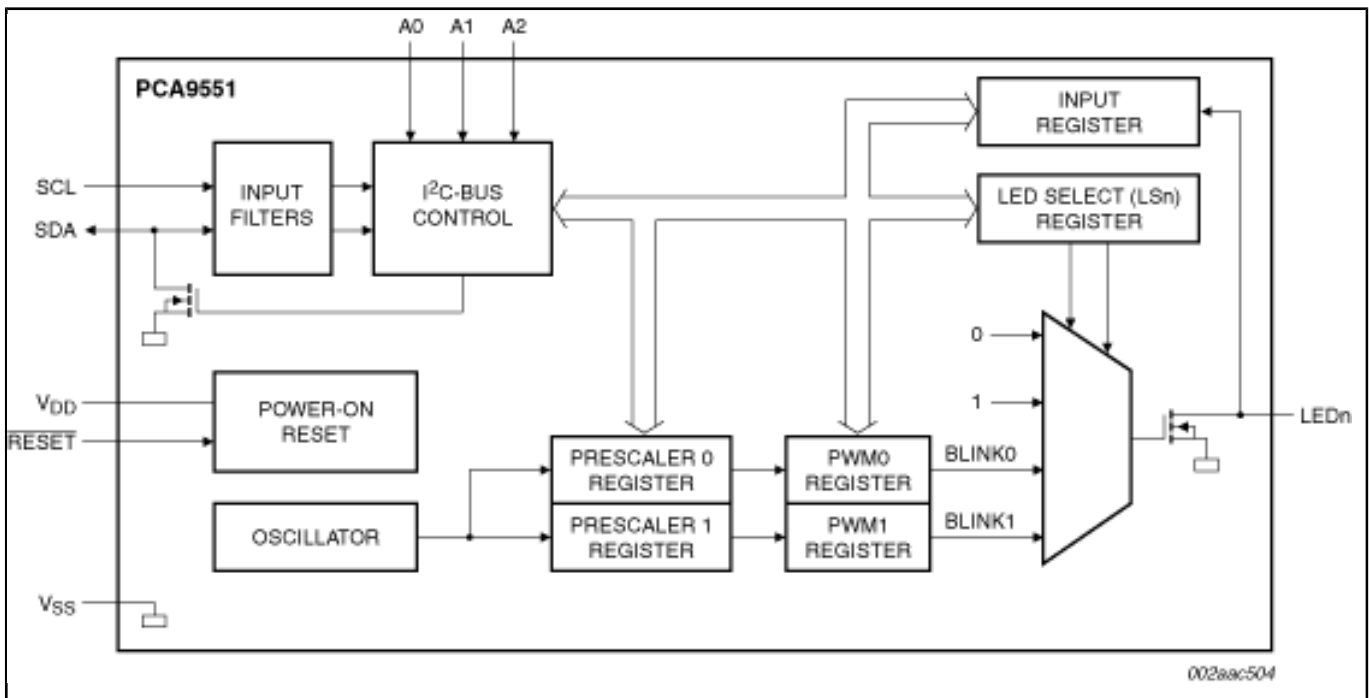 A0 A1 A2
PCA9551
INPUT
REGISTER
SCL
SDA
INPUT
FILTERS
I²C-BUS
CONTROL
LED SELECT (LSn)
REGISTER
0
1
VDD
RESET
POWER-ON
RESET
LEDn
PRESCALER 0
REGISTER
PWM0
REGISTER
BLINK0
OSCILLATOR
PRESCALER 1
REGISTER
PWM1
REGISTER
BLINK1
VSS
002aac504